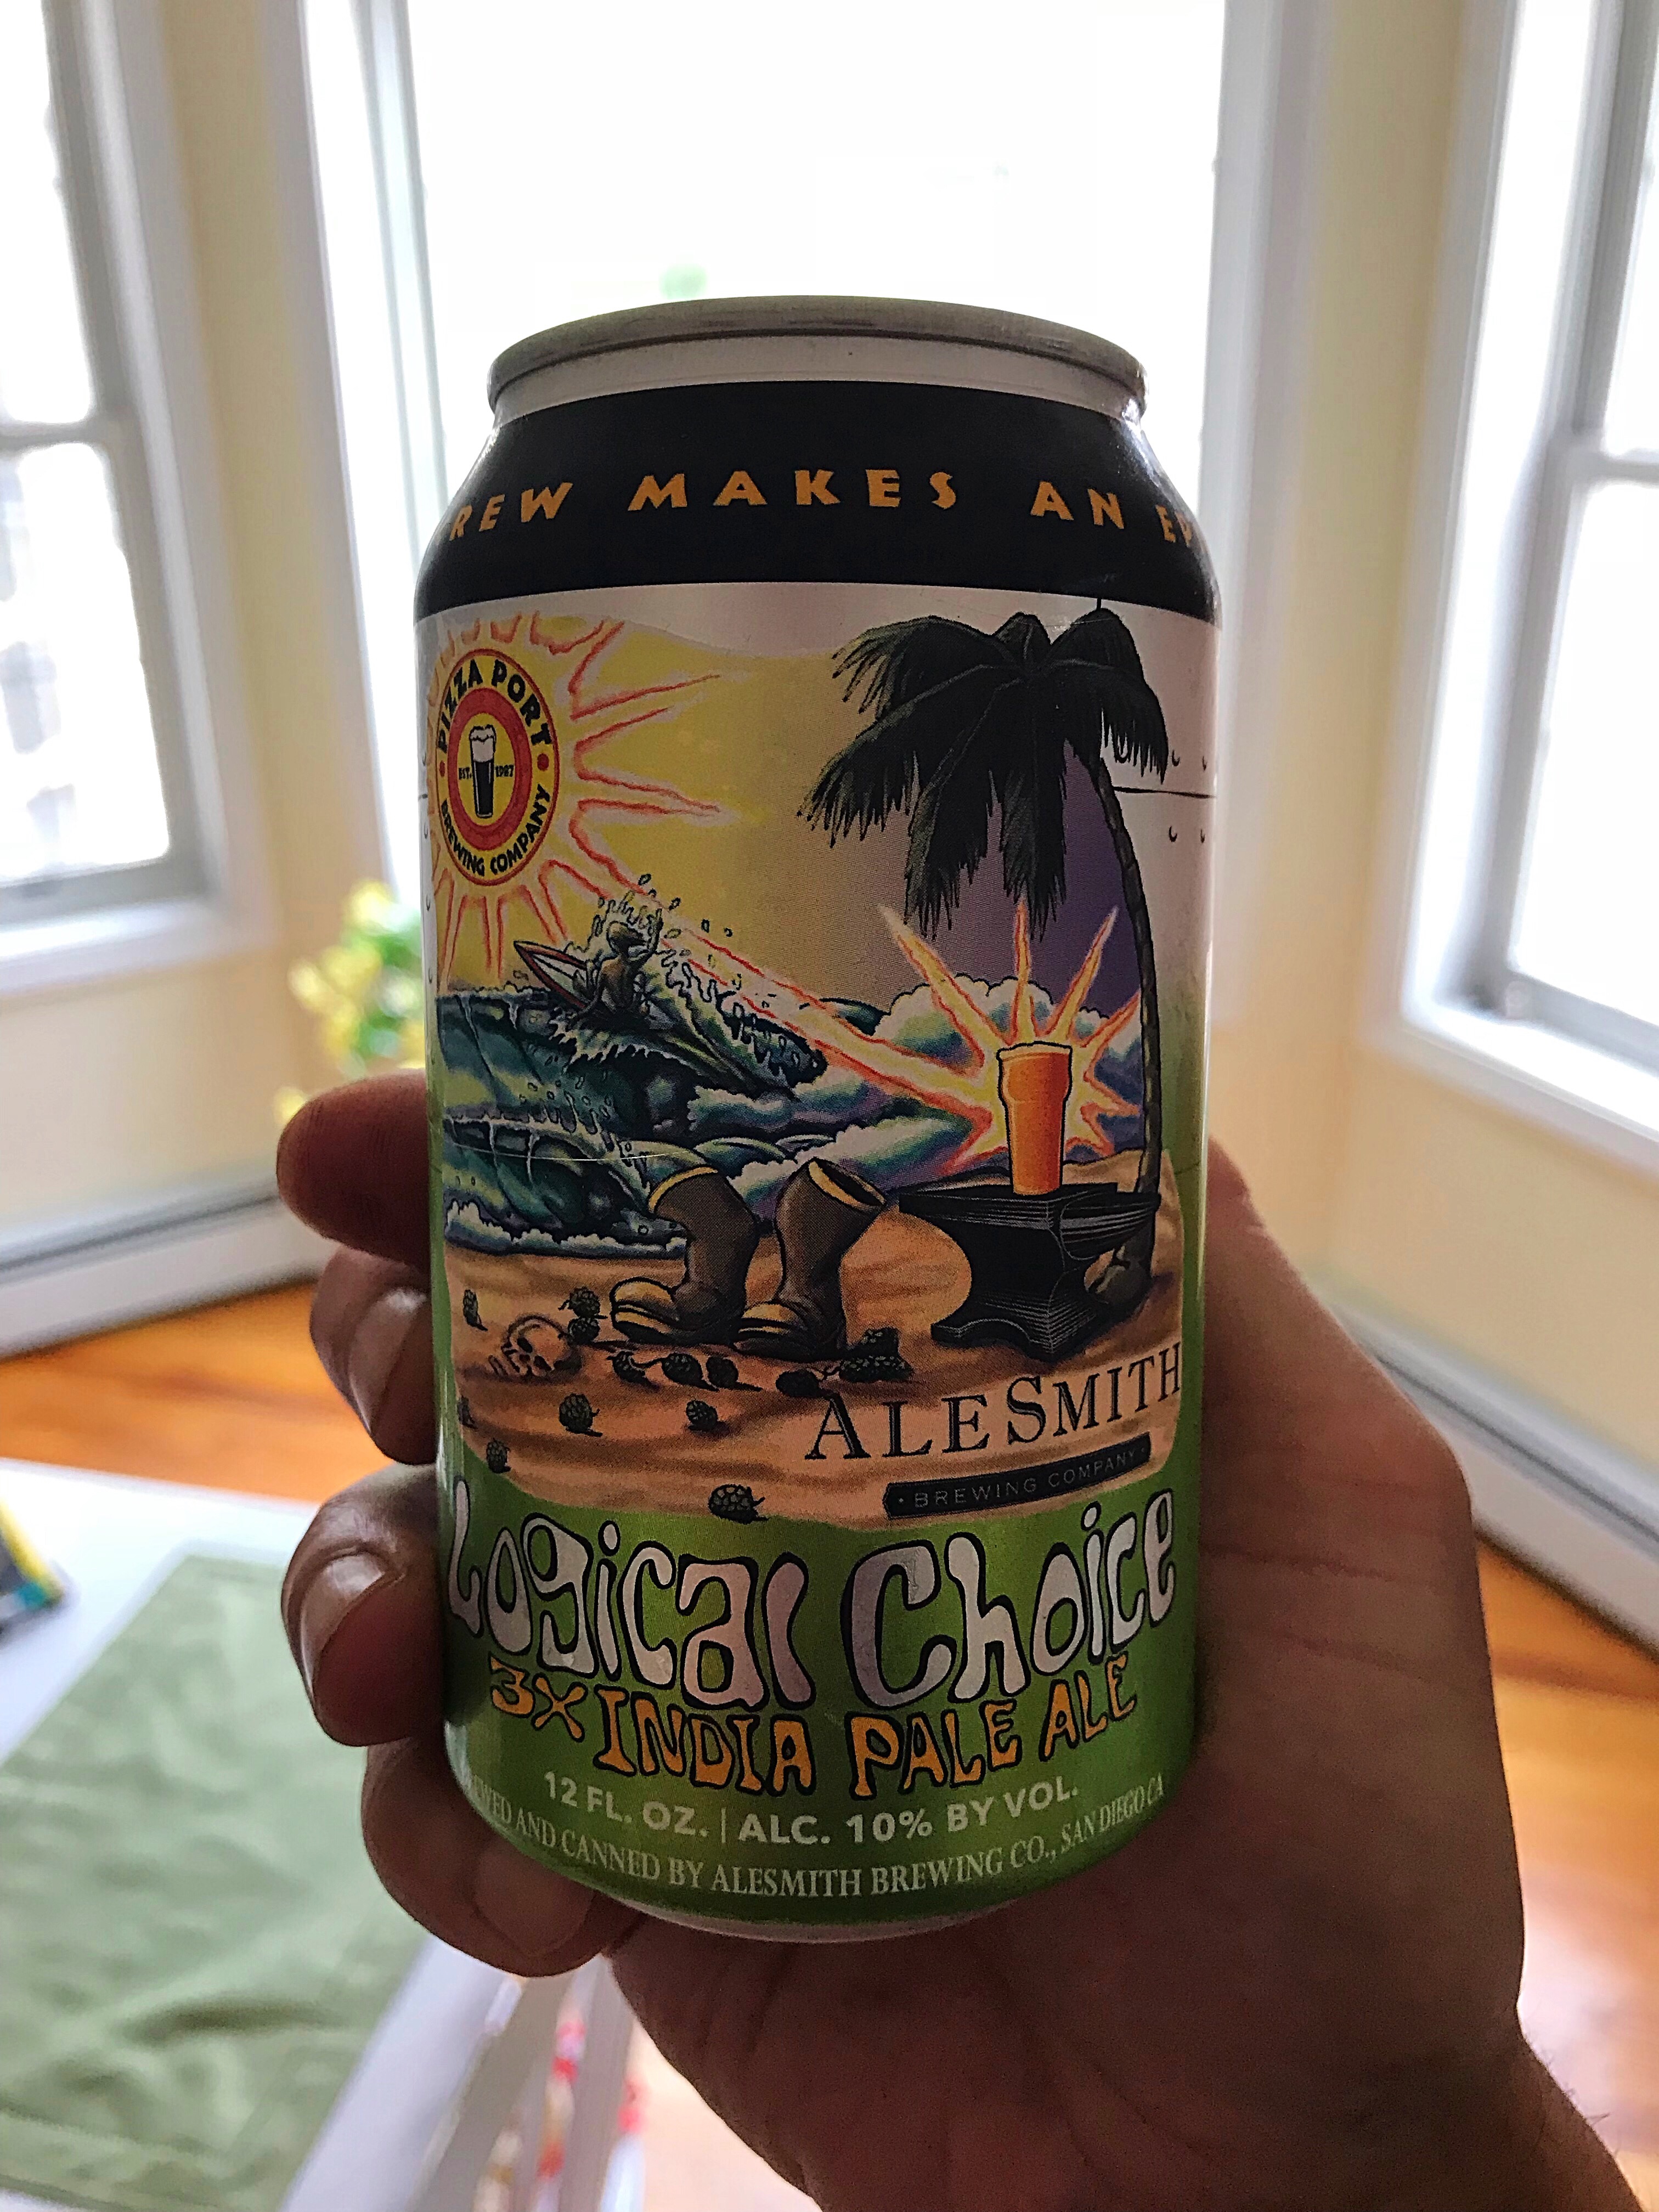 MAKES AN
PIZZA PORT
EST. 1987
BREWING COMPANY
ALESMITH
BREWING COMPANY
Logical Choice
3X INDIA PALE ALE
12 FL. OZ. | ALC. 10% BY VOL.
AND CANNED BY ALESMITH BREWING CO., SAN DIEGO CA